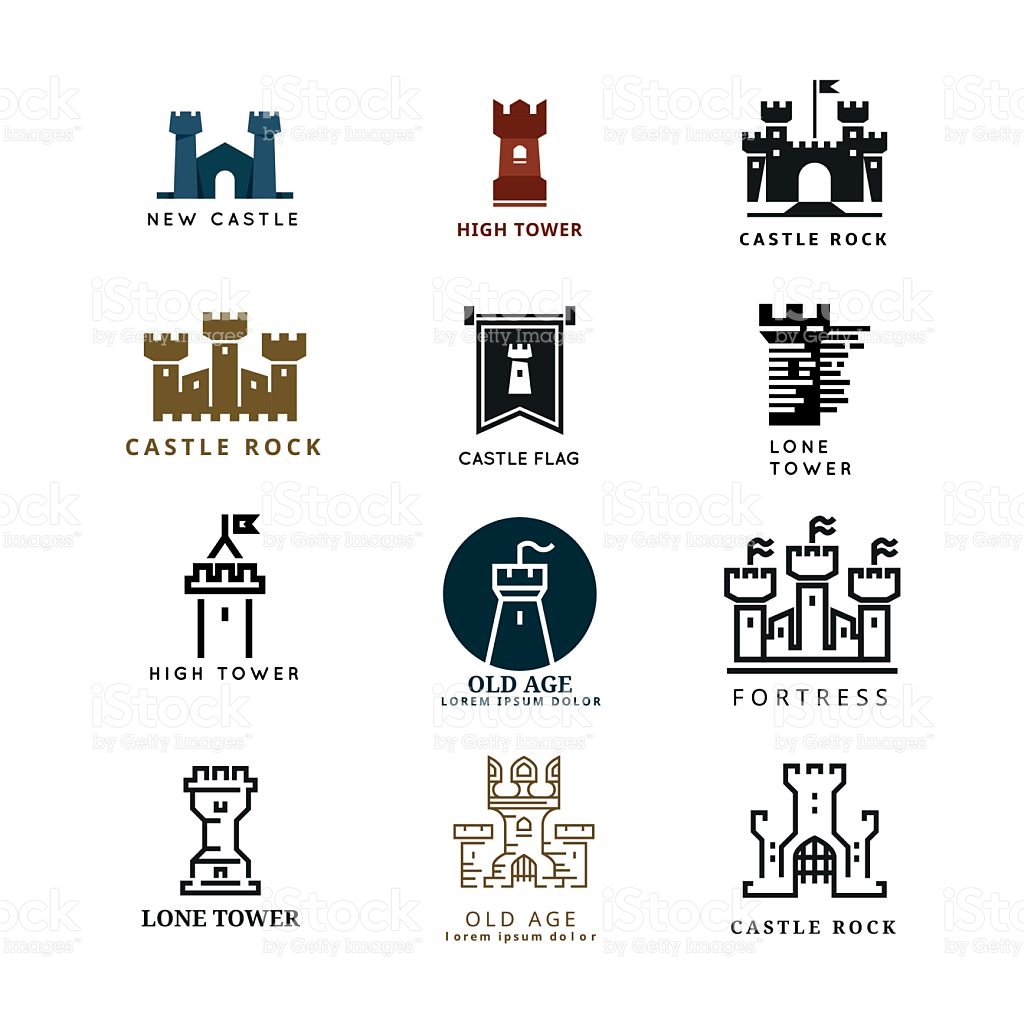 NEW CASTLE
HIGH TOWER
CASTLE ROCK
CASTLE ROCK
CASTLE FLAG
LONE
TOWER
HIGH TOWER
OLD AGE
LOREM IPSUM DOLOR
FORTRESS
LONE TOWER
OLD AGE
lorem ipsum dolor
CASTLE ROCK
iStock
by Getty Images™